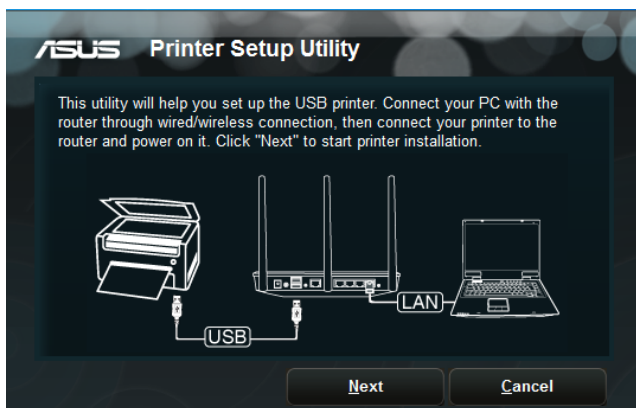 ASUS Printer Setup Utility
This utility will help you set up the USB printer. Connect your PC with the
router through wired/wireless connection, then connect your printer to the
router and power on it. Click "Next" to start printer installation.
LAN
USB
Next Cancel